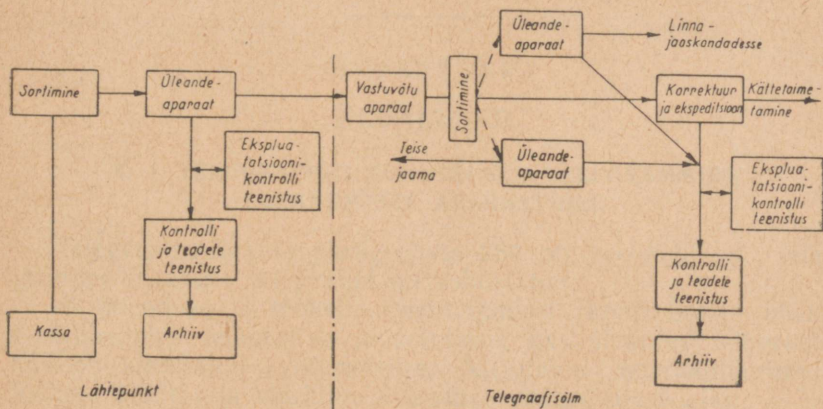 Sortimine
Üleande-
aparaat
Eksplua-
tatsiooni-
kontrolli
teenistus
Kontrolli
ja teadete
teenistus
Kassa
Arhiiv
Lähtepunkt
Vastuvõtu
aparaat
Sortimine
Üleande-
aparaat
Linna-
jaoskondadesse
Korrektuur
ja ekspeditsioon
Kättetoime-
tamine
Teise
jaama
Üleande-
aparaat
Eksplua-
tatsiooni-
kontrolli
teenistus
Kontrolli
ja teadete
teenistus
Arhiiv
Telegraafisõlm